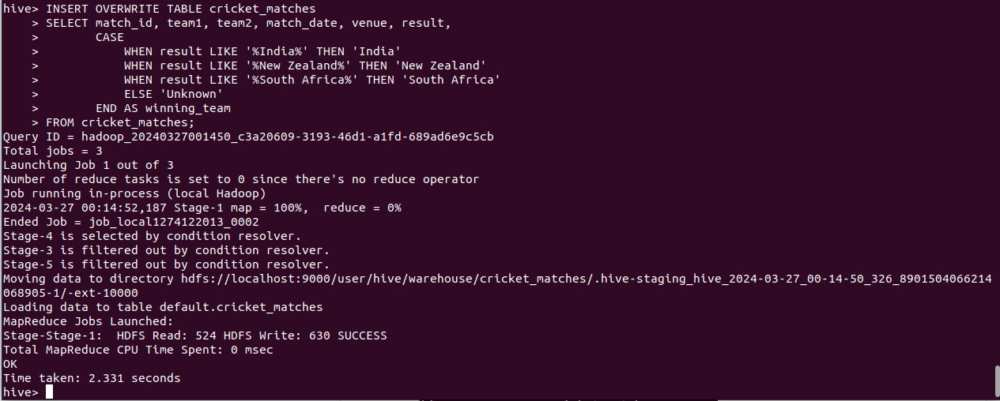 hive> INSERT OVERWRITE TABLE cricket_matches
    > SELECT match_id, team1, team2, match_date, venue, result,
    >        CASE
    >            WHEN result LIKE '%India%' THEN 'India'
    >            WHEN result LIKE '%New Zealand%' THEN 'New Zealand'
    >            WHEN result LIKE '%South Africa%' THEN 'South Africa'
    >            ELSE 'Unknown'
    >        END AS winning_team
    > FROM cricket_matches;
Query ID = hadoop_20240327001450_c3a20609-3193-46d1-a1fd-689ad6e9c5cb
Total jobs = 3
Launching Job 1 out of 3
Number of reduce tasks is set to 0 since there's no reduce operator
Job running in-process (local Hadoop)
2024-03-27 00:14:52,187 Stage-1 map = 100%,  reduce = 0%
Ended Job = job_local1274122013_0002
Stage-4 is selected by condition resolver.
Stage-3 is filtered out by condition resolver.
Stage-5 is filtered out by condition resolver.
Moving data to directory hdfs://localhost:9000/user/hive/warehouse/cricket_matches/.hive-staging_hive_2024-03-27_00-14-50_326_8901504066214
068905-1/-ext-10000
Loading data to table default.cricket_matches
MapReduce Jobs Launched:
Stage-Stage-1:  HDFS Read: 524 HDFS Write: 630 SUCCESS
Total MapReduce CPU Time Spent: 0 msec
OK
Time taken: 2.331 seconds
hive>